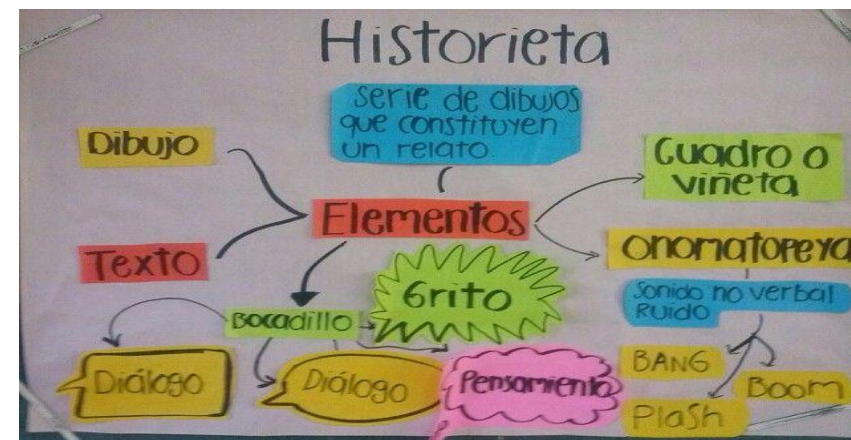 Historieta
serie de dibujos
que constituyen
un relato.
Dibujo
Cuadro o
viñeta
Elementos
Texto
Onomatopeya
Grito
Sonido no verbal
Ruido
Bocadillo
BANG
Boom
Plash
Diálogo
Diálogo
Pensamiento